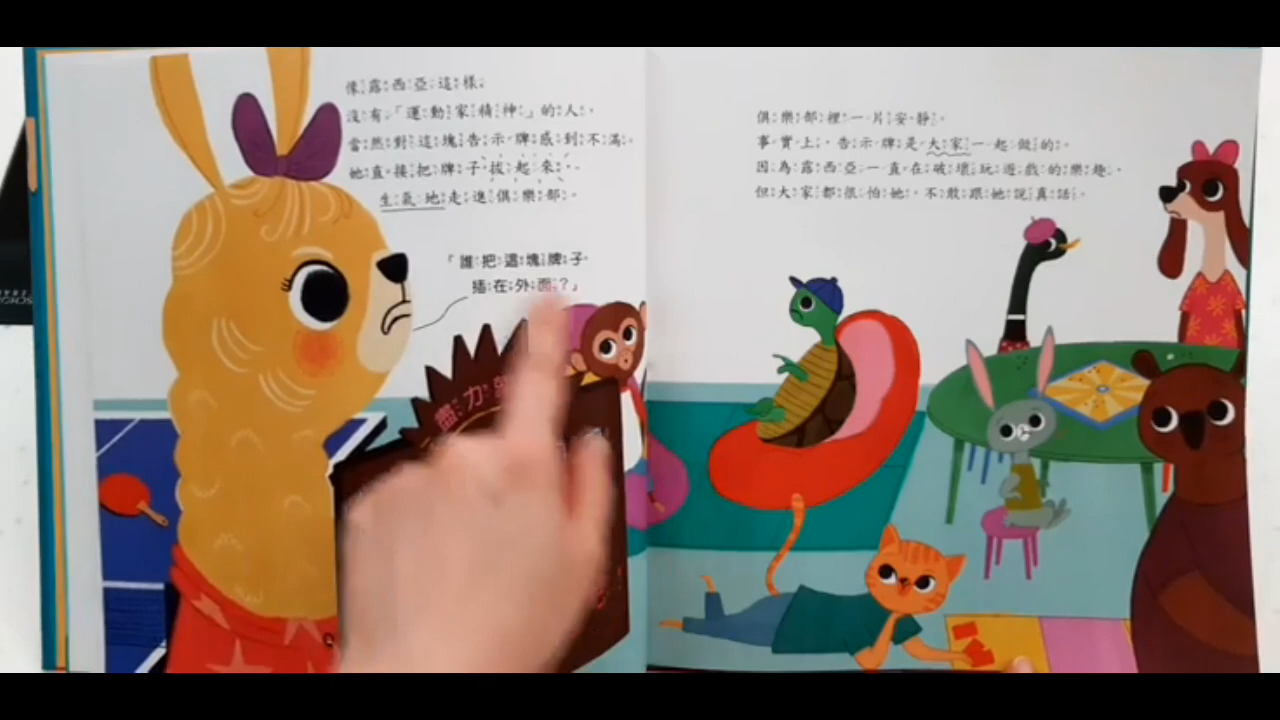 像露西亞這樣，
沒有「運動家精神」的人，
當然對這塊告示牌感到不滿。
她直接把牌子拔起來，
生氣地走進俱樂部。
「誰把這塊牌子
插在外面？」
盡力
俱樂部裡一片安靜。
事實上，告示牌是大家一起做的。
因為露西亞一直在破壞玩遊戲的樂趣，
但大家都很怕她，不敢跟她說真話。